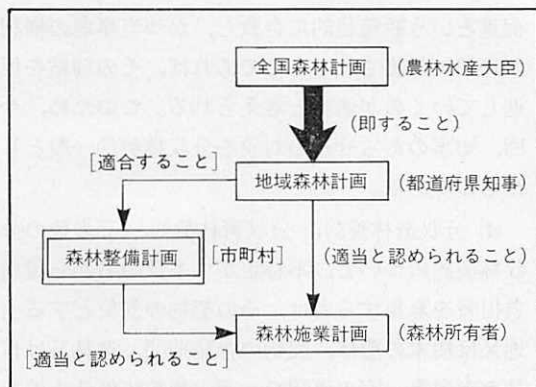 全国森林計画 (農林水産大臣)
(即すること)
[適合すること]
地域森林計画 (都道府県知事)
森林整備計画 [市町村] (適当と認められること)
森林施業計画 (森林所有者)
[適当と認められること]